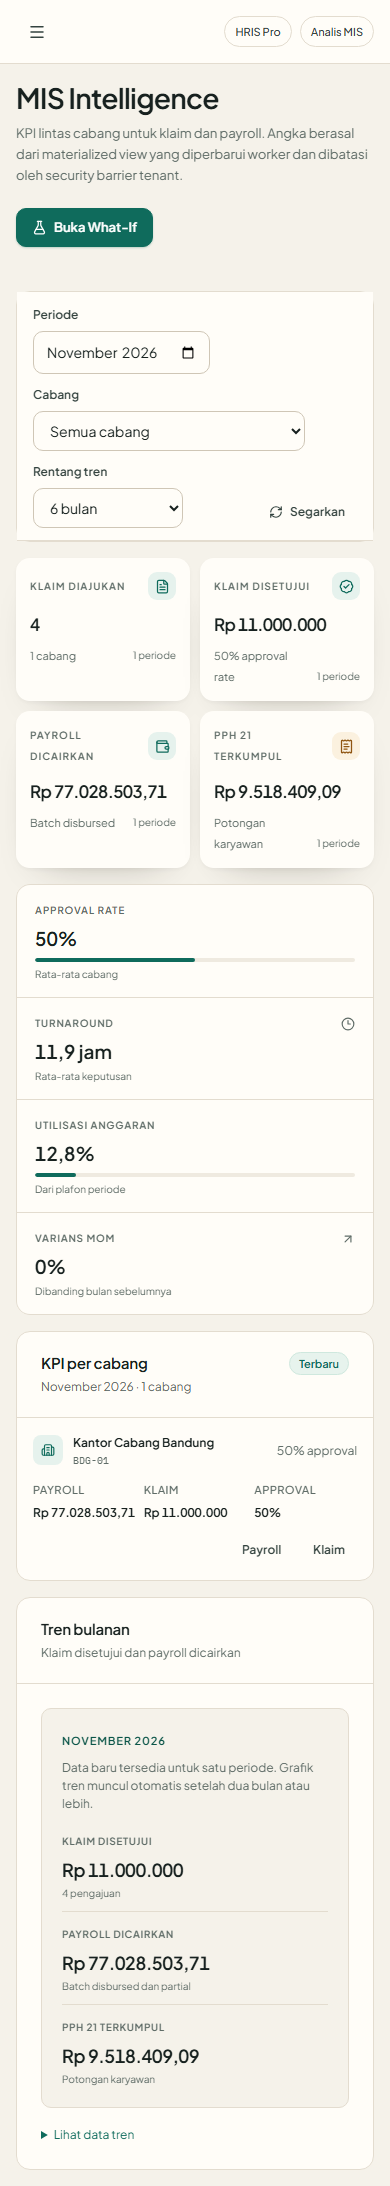 HRIS Pro
Analis MIS
MIS Intelligence
KPI lintas cabang untuk klaim dan payroll. Angka berasal
dari materialized view yang diperbarui worker dan dibatasi
oleh security barrier tenant.
Buka What-If
Periode
November 2026
Cabang
Semua cabang
Rentang tren
6 bulan
Segarkan
KLAIM DIAJUKAN
4
1 cabang
1 periode
KLAIM DISETUJUI
Rp 11.000.000
50% approval
rate
1 periode
PAYROLL
DICAIRKAN
Rp 77.028.503,71
Batch disbursed
1 periode
PPH 21
TERKUMPUL
Rp 9.518.409,09
Potongan
karyawan
1 periode
APPROVAL RATE
50%
Rata-rata cabang
TURNAROUND
11,9 jam
Rata-rata keputusan
UTILISASI ANGGARAN
12,8%
Dari plafon periode
VARIANS MOM
0%
Dibanding bulan sebelumnya
KPI per cabang
Terbaru
November 2026 · 1 cabang
Kantor Cabang Bandung
BDG-01
50% approval
PAYROLL
KLAIM
APPROVAL
Rp 77.028.503,71
Rp 11.000.000
50%
Payroll
Klaim
Tren bulanan
Klaim disetujui dan payroll dicairkan
NOVEMBER 2026
Data baru tersedia untuk satu periode. Grafik
tren muncul otomatis setelah dua bulan atau
lebih.
KLAIM DISETUJUI
Rp 11.000.000
4 pengajuan
PAYROLL DICAIRKAN
Rp 77.028.503,71
Batch disbursed dan partial
PPH 21 TERKUMPUL
Rp 9.518.409,09
Potongan karyawan
Lihat data tren